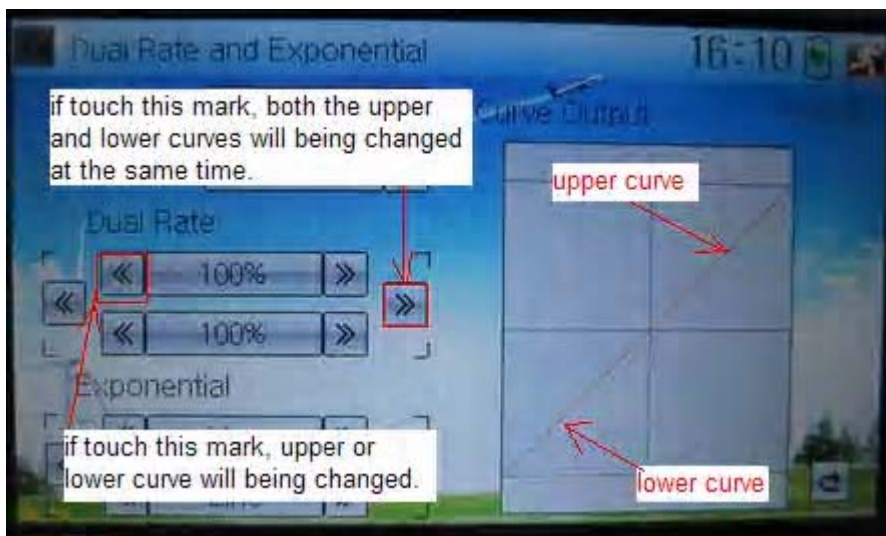 Dual Rate and Exponential
16:10
if touch this mark, both the upper
and lower curves will being changed
at the same time.
Curve Output
upper curve
Dual Rate
100%
100%
Exponential
if touch this mark, upper or
lower curve will being changed.
lower curve